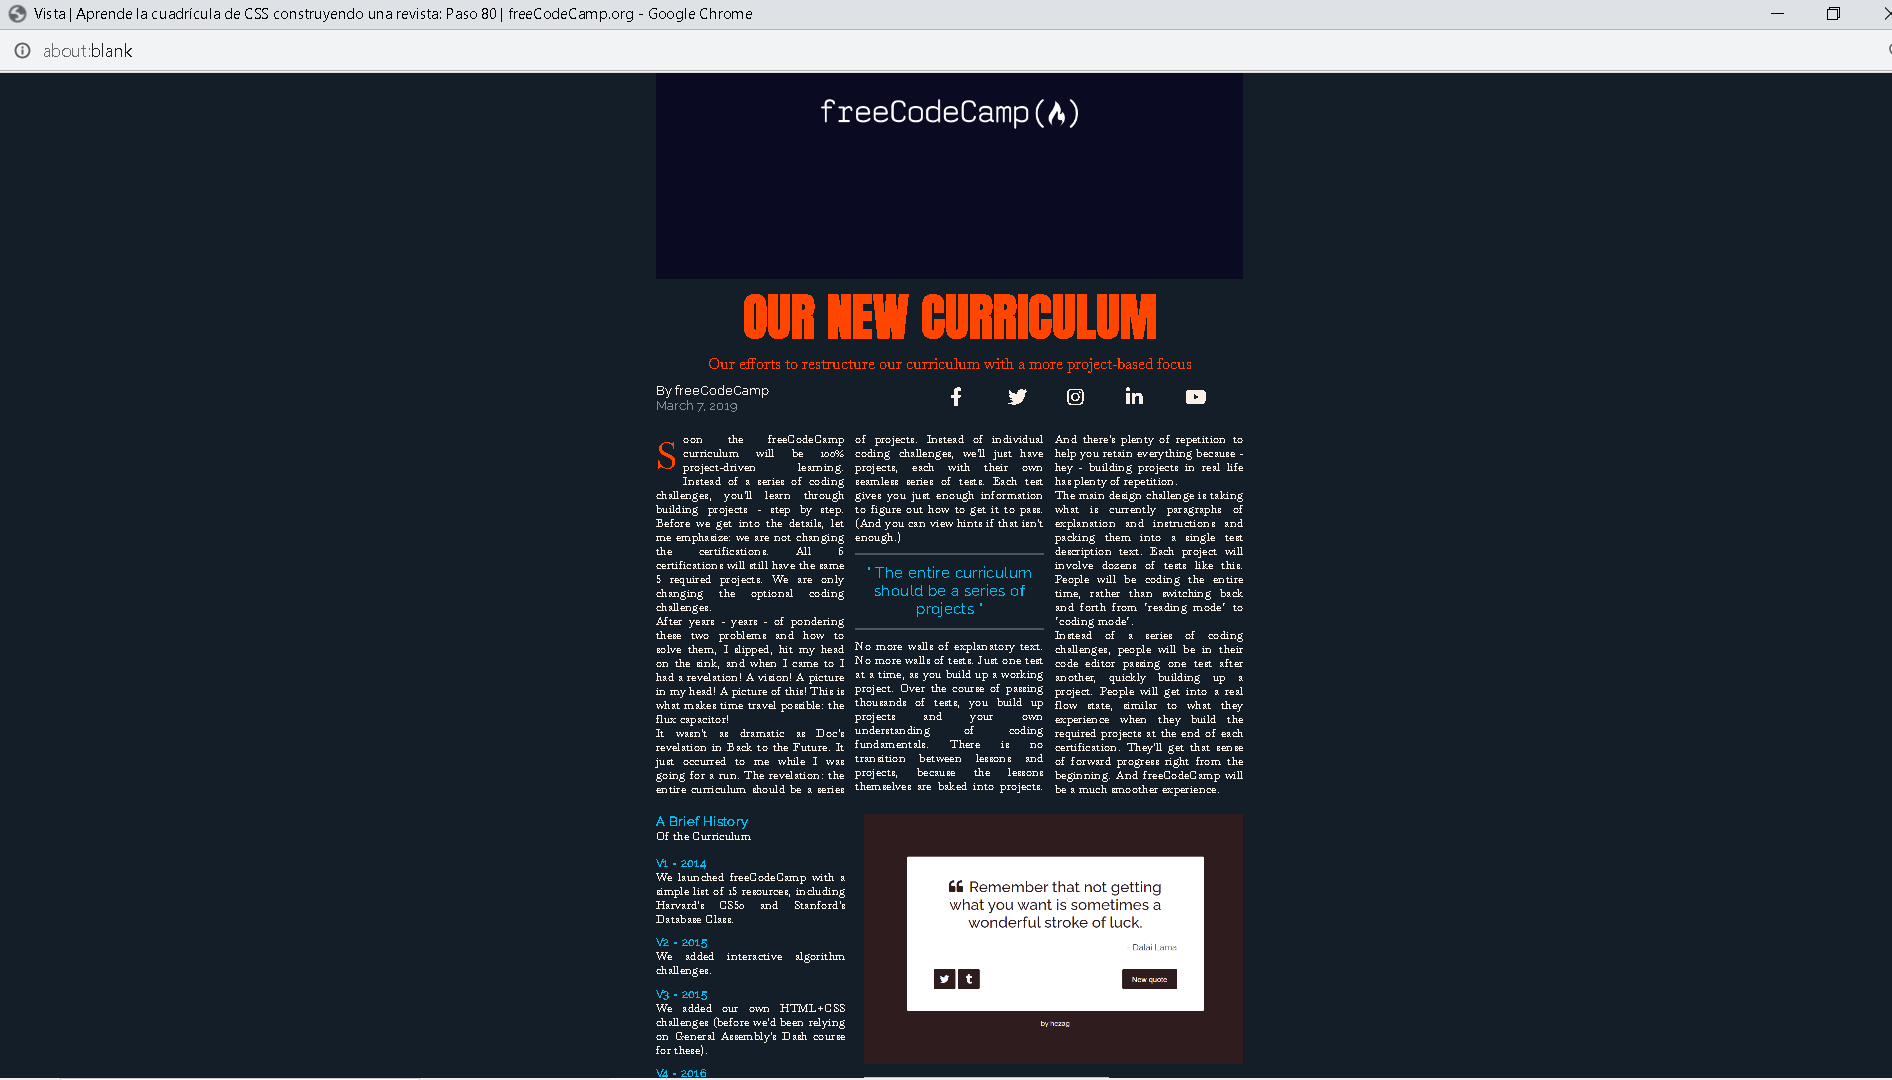 Vista | Aprende la cuadrícula de CSS construyendo una revista: Paso 80 | freeCodeCamp.org - Google Chrome
about:blank
freeCodeCamp
OUR NEW CURRICULUM
Our efforts to restructure our curriculum with a more project-based focus
By freeCodeCamp
March 7, 2019
Soon the freeCodeCamp
curriculum will be 100%
project-driven learning.
Instead of a series of coding
challenges, you'll learn through
building projects - step by step.
Before we get into the details, let
me emphasize: we are not changing
the certifications. All 6
certifications will still have the same
5 required projects. We are only
changing the optional coding
challenges.
After years - years - of pondering
these two problems and how to
solve them, I slipped, hit my head
on the sink, and when I came to I
had a revelation! A vision! A picture
in my head! A picture of this! This is
what makes time travel possible: the
flux capacitor!
It wasn't as dramatic as Doc's
revelation in Back to the Future. It
just occurred to me while I was
going for a run. The revelation: the
entire curriculum should be a series
of projects. Instead of individual
coding challenges, we'll just have
projects, each with their own
seamless series of tests. Each test
gives you just enough information
to figure out how to get it to pass.
(And you can view hints if that isn't
enough.)
" The entire curriculum
should be a series of
projects "
No more walls of explanatory text.
No more walls of tests. Just one test
at a time, as you build up a working
project. Over the course of passing
thousands of tests, you build up
projects and your own
understanding of coding
fundamentals. There is no
transition between lessons and
projects, because the lessons
themselves are baked into projects.
And there's plenty of repetition to
help you retain everything because -
hey - building projects in real life
has plenty of repetition.
The main design challenge is taking
what is currently paragraphs of
explanation and instructions and
packing them into a single test
description text. Each project will
involve dozens of tests like this.
People will be coding the entire
time, rather than switching back
and forth from "reading mode" to
"coding mode".
Instead of a series of coding
challenges, people will be in their
code editor passing one test after
another, quickly building up a
project. People will get into a real
flow state, similar to what they
experience when they build the
required projects at the end of each
certification. They'll get that sense
of forward progress right from the
beginning. And freeCodeCamp will
be a much smoother experience.
A Brief History
Of the Curriculum
V1 - 2014
We launched freeCodeCamp with a
simple list of 15 resources, including
Harvard's CS50 and Stanford's
Database Class.
V2 - 2015
We added interactive algorithm
challenges.
V3 - 2015
We added our own HTML+CSS
challenges (before we'd been relying
on General Assembly's Dash course
for these).
V4 - 2016
“ Remember that not getting
what you want is sometimes a
wonderful stroke of luck.
- Dalai Lama
New quote
by hezag